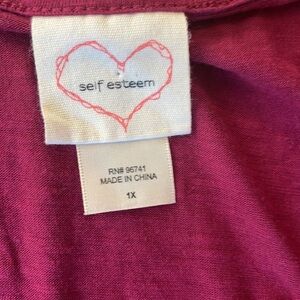 self esteem
RN# 96741
MADE IN CHINA
1X